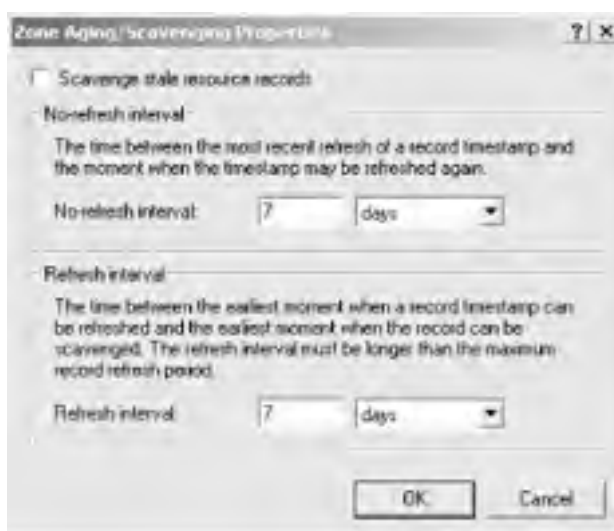 Zone Aging/Scavenging Properties
? ×
Scavenge stale resource records
No-refresh interval
The time between the most recent refresh of a record timestamp and
the moment when the timestamp may be refreshed again.
No-refresh interval: 7 days
Refresh interval
The time between the earliest moment when a record timestamp can
be refreshed and the earliest moment when the record can be
scavenged. The refresh interval must be longer than the maximum
record refresh period.
Refresh interval: 7 days
OK Cancel